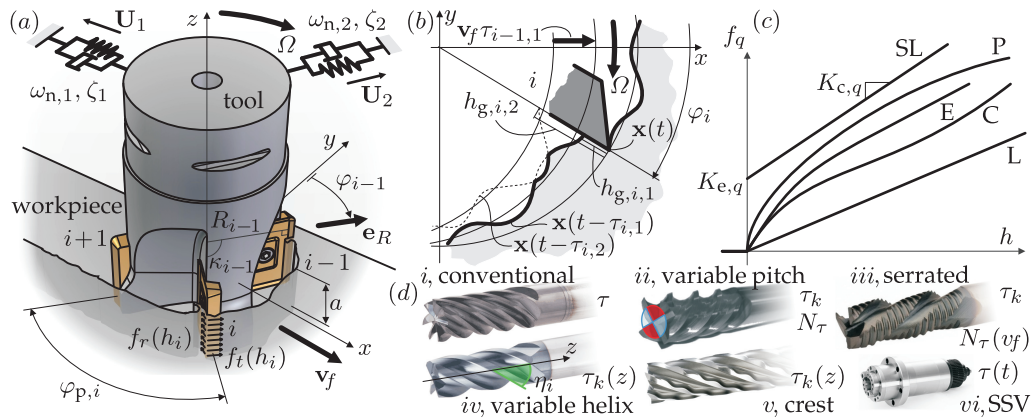 (a)
U₁
z
ωn,2, ζ2
Ω
ωn,1, ζ1
tool
U₂
y
φi−1
workpiece
Ri−1
eR
i+1
κi−1
i−1
a
i
fr(hi)
ft(hi)
x
vf
φp,i
(b)
y
vf τi−1,1
x
i
Ω
hg,i,2
x(t)
φi
hg,i,1
x(t−τi,1)
x(t−τi,2)
(c)
fq
SL
P
Kc,q
E
C
L
Ke,q
h
(d)
i, conventional
τ
ii, variable pitch
τk
Nτ
iii, serrated
τk
Nτ(vf)
z
ηh
τk(z)
iv, variable helix
τk(z)
v, crest
τ(t)
vi, SSV